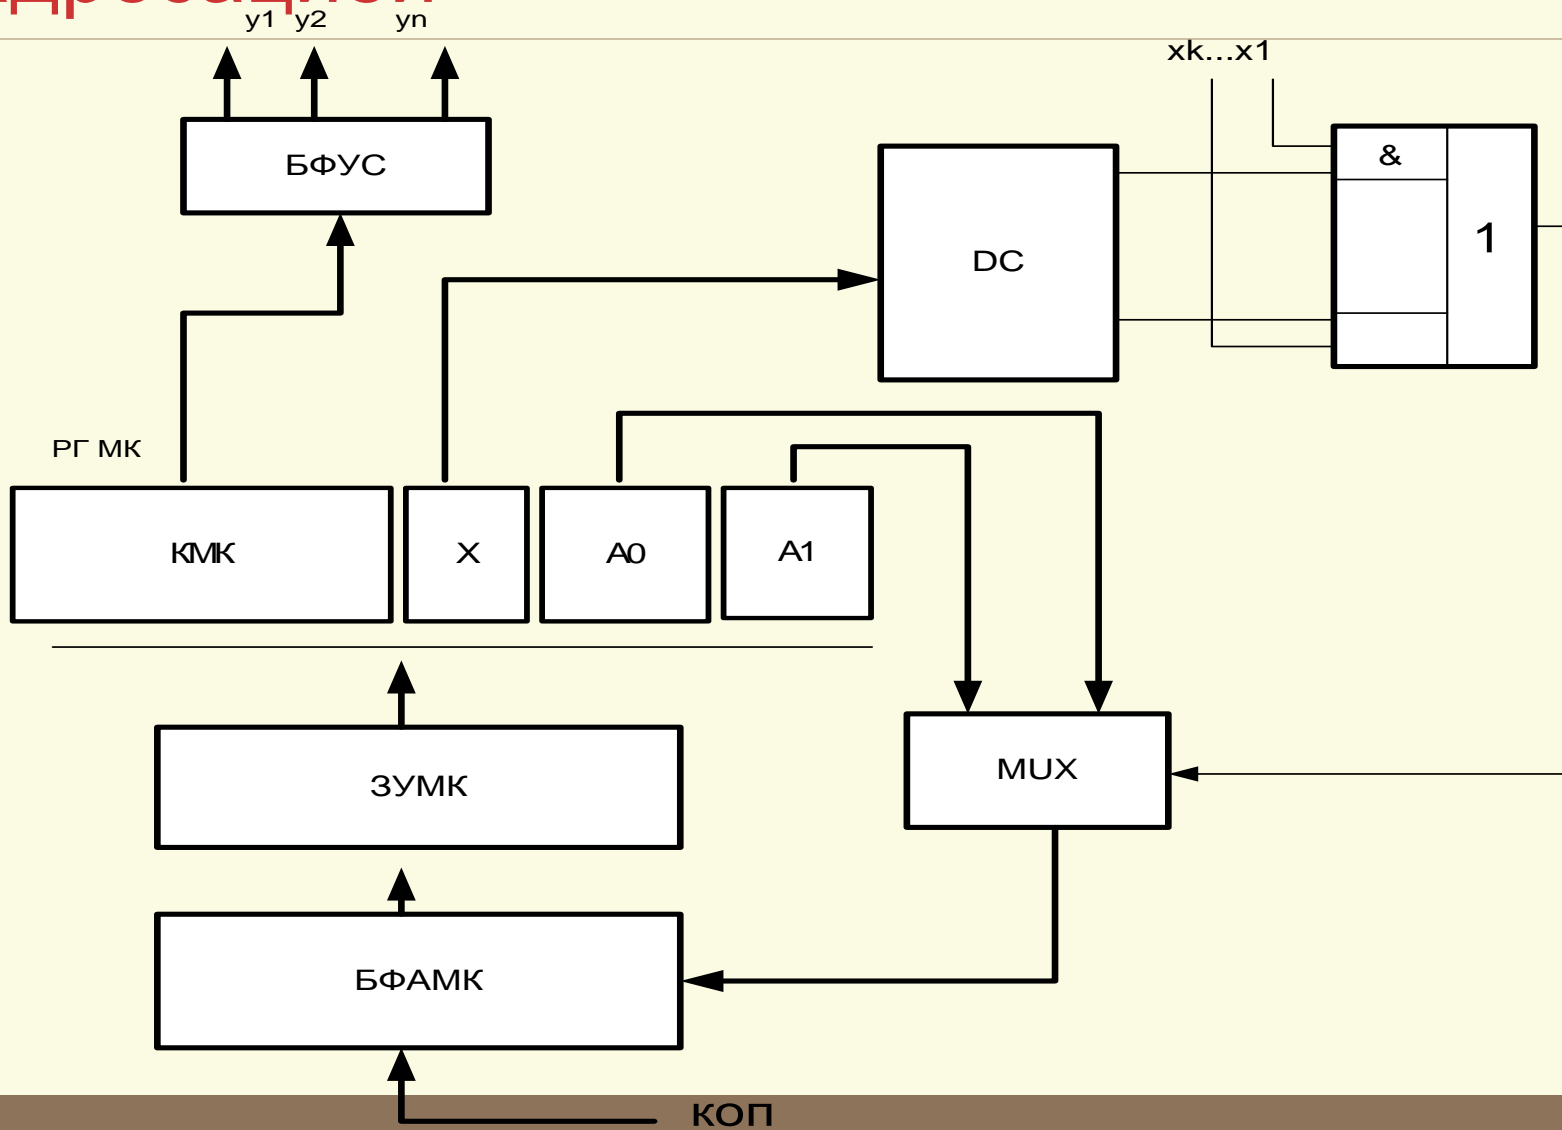 y1 y2 yn
xk...x1
БФУС
&
1
DC
РГ МК
КМК
X
A0
A1
ЗУМК
MUX
БФАМК
КОП